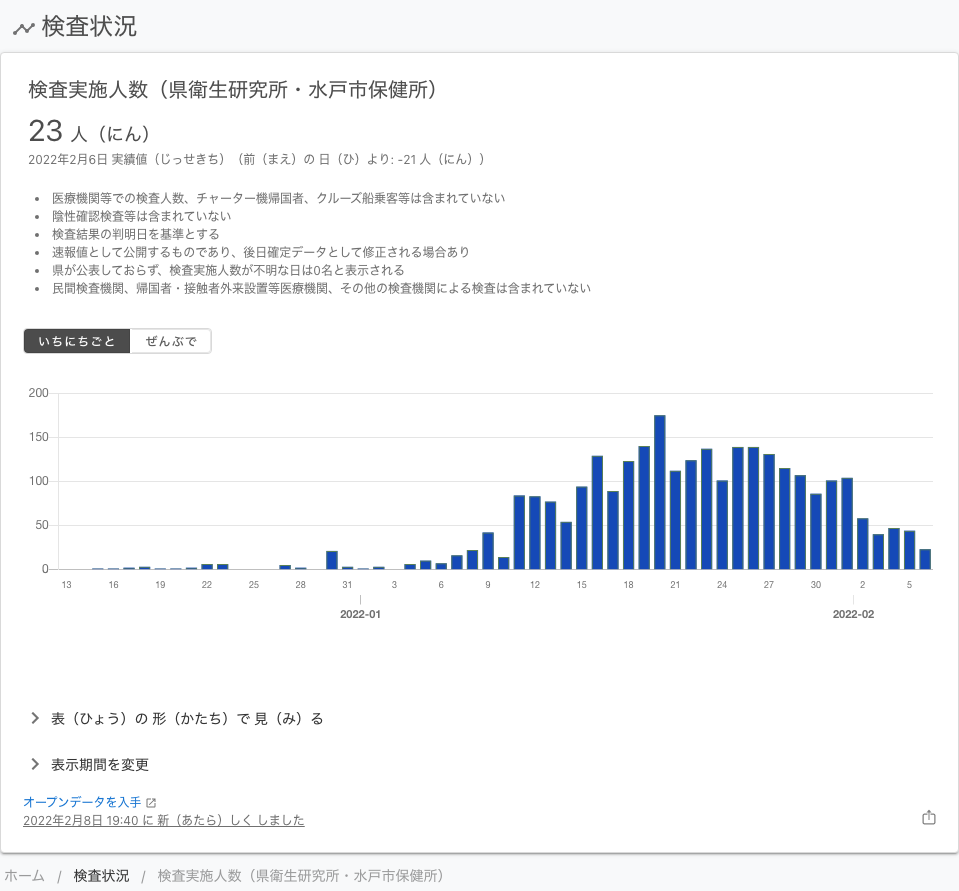 検査状況
検査実施人数（県衛生研究所・水戸市保健所）
23 人（にん）
2022年2月6日 実績値（じっせきち）（前（まえ）の 日（ひ）より: -21 人（にん））
医療機関等での検査人数、チャーター機帰国者、クルーズ船乗客等は含まれていない
陰性確認検査等は含まれていない
検査結果の判明日を基準とする
速報値として公開するものであり、後日確定データとして修正される場合あり
県が公表しておらず、検査実施人数が不明な日は0名と表示される
民間検査機関、帰国者・接触者外来設置等医療機関、その他の検査機関による検査は含まれていない
いちにちごと ぜんぶで
200
150
100
50
0
13 16 19 22 25 28 31 3 6 9 12 15 18 21 24 27 30 2 5
2022-01 2022-02
表（ひょう）の 形（かたち）で 見（み）る
表示期間を変更
オープンデータを入手
2022年2月8日 19:40 に 新（あたら）しく しました
ホーム / 検査状況 / 検査実施人数（県衛生研究所・水戸市保健所）